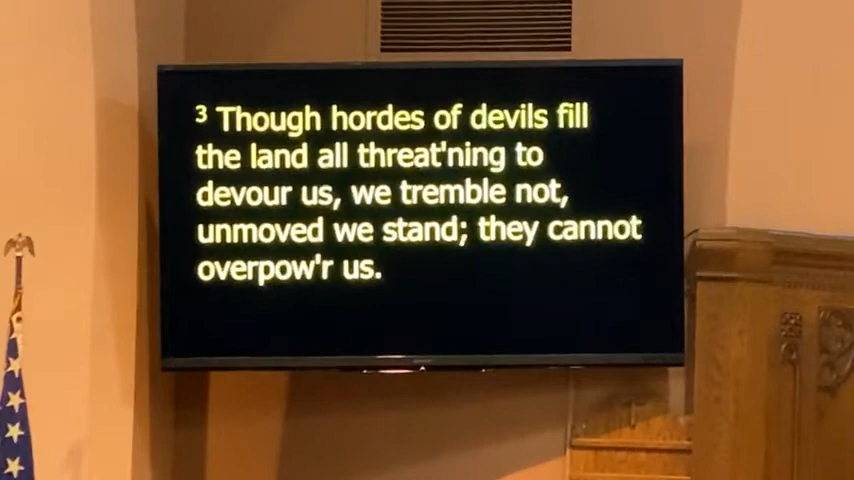 3 Though hordes of devils fill
the land all threat'ning to
devour us, we tremble not,
unmoved we stand; they cannot
overpow'r us.